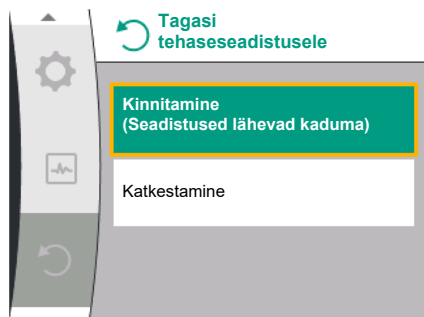 Tagasi
tehaseseadistusele
Kinnitamine
(Seadistused lähevad kaduma)
Katkestamine